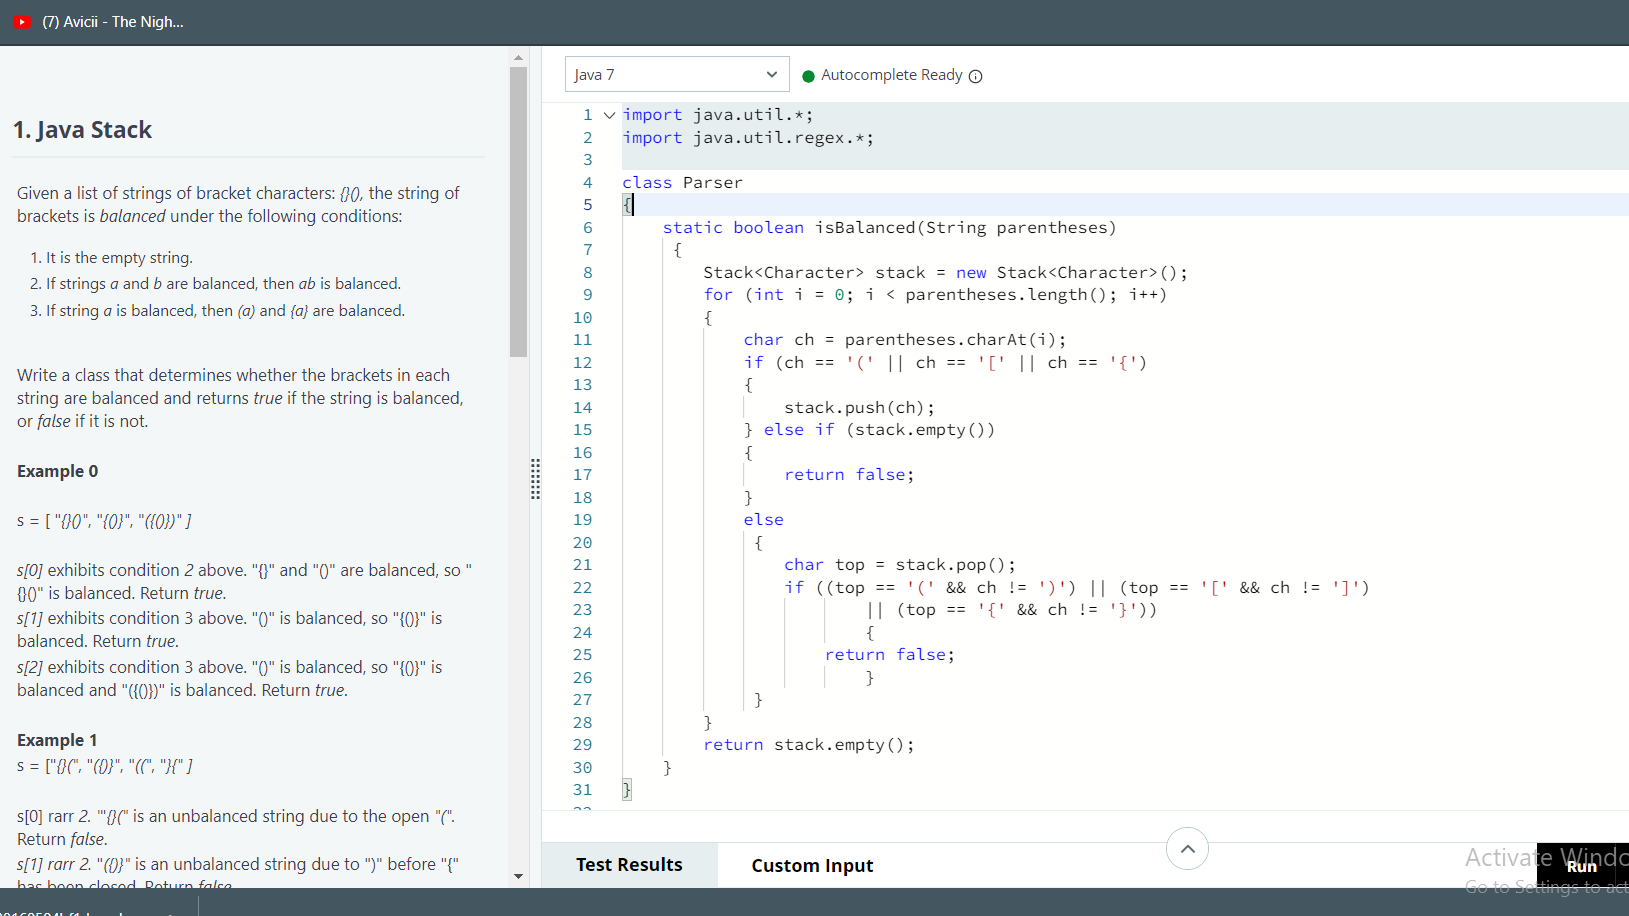 (7) Avicii - The Nigh...
1. Java Stack
Given a list of strings of bracket characters: {}(), the string of
brackets is balanced under the following conditions:
1. It is the empty string.
2. If strings a and b are balanced, then ab is balanced.
3. If string a is balanced, then (a) and {a} are balanced.
Write a class that determines whether the brackets in each
string are balanced and returns true if the string is balanced,
or false if it is not.
Example 0
s = [ "{}()", "{()}", "({()})" ]
s[0] exhibits condition 2 above. "{}" and "()" are balanced, so "
{}()" is balanced. Return true.
s[1] exhibits condition 3 above. "()" is balanced, so "{()}" is
balanced. Return true.
s[2] exhibits condition 3 above. "()" is balanced, so "{()}" is
balanced and "({()})" is balanced. Return true.
Example 1
s = ["{}(", "({)}", "((", "}{" ]
s[0] rarr 2. "'{}(" is an unbalanced string due to the open "(".
Return false.
s[1] rarr 2. "({)}" is an unbalanced string due to ")" before "{"
has been closed. Return false.
Java 7
Autocomplete Ready
1 import java.util.*;
2 import java.util.regex.*;
3
4 class Parser
5 {
6 static boolean isBalanced(String parentheses)
7 {
8 Stack<Character> stack = new Stack<Character>();
9 for (int i = 0; i < parentheses.length(); i++)
10 {
11 char ch = parentheses.charAt(i);
12 if (ch == '(' || ch == '[' || ch == '{')
13 {
14 stack.push(ch);
15 } else if (stack.empty())
16 {
17 return false;
18 }
19 else
20 {
21 char top = stack.pop();
22 if ((top == '(' && ch != ')') || (top == '[' && ch != ']')
23 || (top == '{' && ch != '}'))
24 {
25 return false;
26 }
27 }
28 }
29 return stack.empty();
30 }
31 }
Test Results
Custom Input
Run
Activate Windo
Go to Settings to act